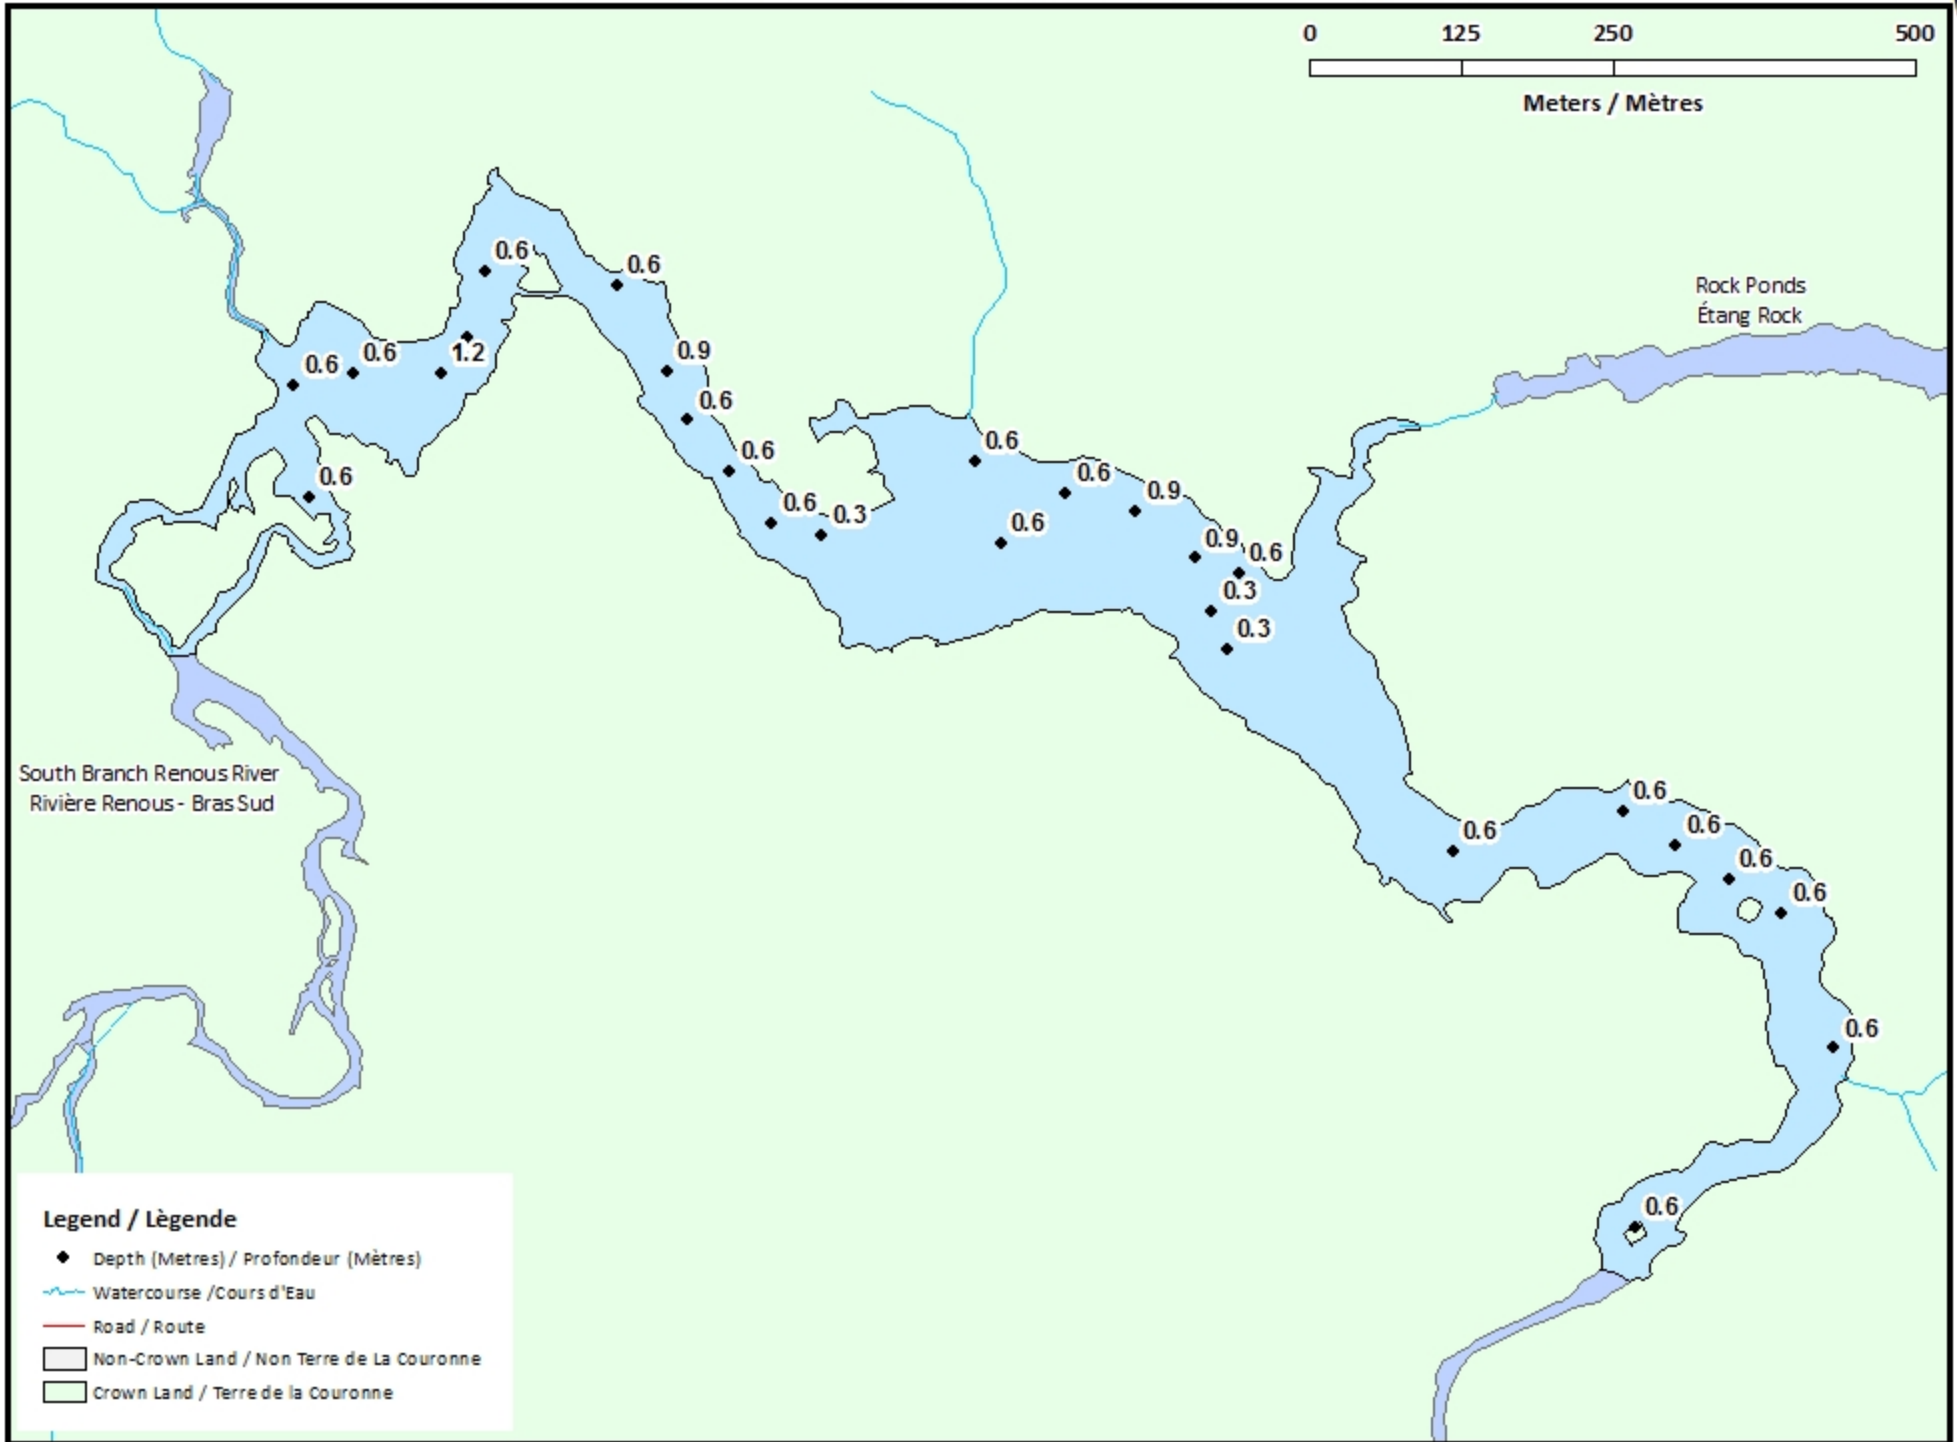 0 125 250 500
Meters / Mètres
0.6
0.6
Rock Ponds
Étang Rock
0.6
0.6
1.2
0.9
0.6
0.6
0.6
0.6
0.6
0.6
0.9
0.3
0.6
0.9
0.6
0.3
0.3
South Branch Renous River
Rivière Renous - Bras Sud
0.6
0.6
0.6
0.6
0.6
0.6
0.6
Legend / Lègende
Depth (Metres) / Profondeur (Mètres)
Watercourse /Cours d'Eau
Road / Route
Non-Crown Land / Non Terre de La Couronne
Crown Land / Terre de la Couronne